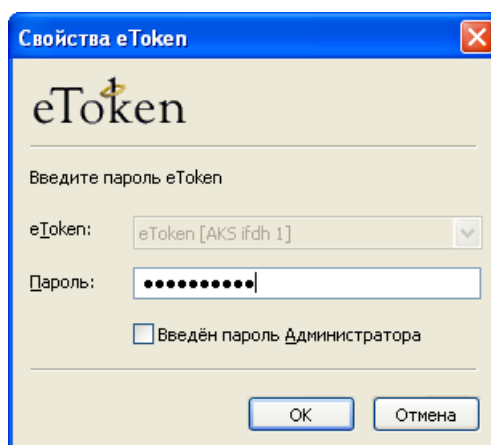 Свойства eToken
eToken
Введите пароль eToken
eToken: eToken [AKS ifdh 1]
Пароль: ●●●●●●●●●●
Введён пароль Администратора
OK Отмена